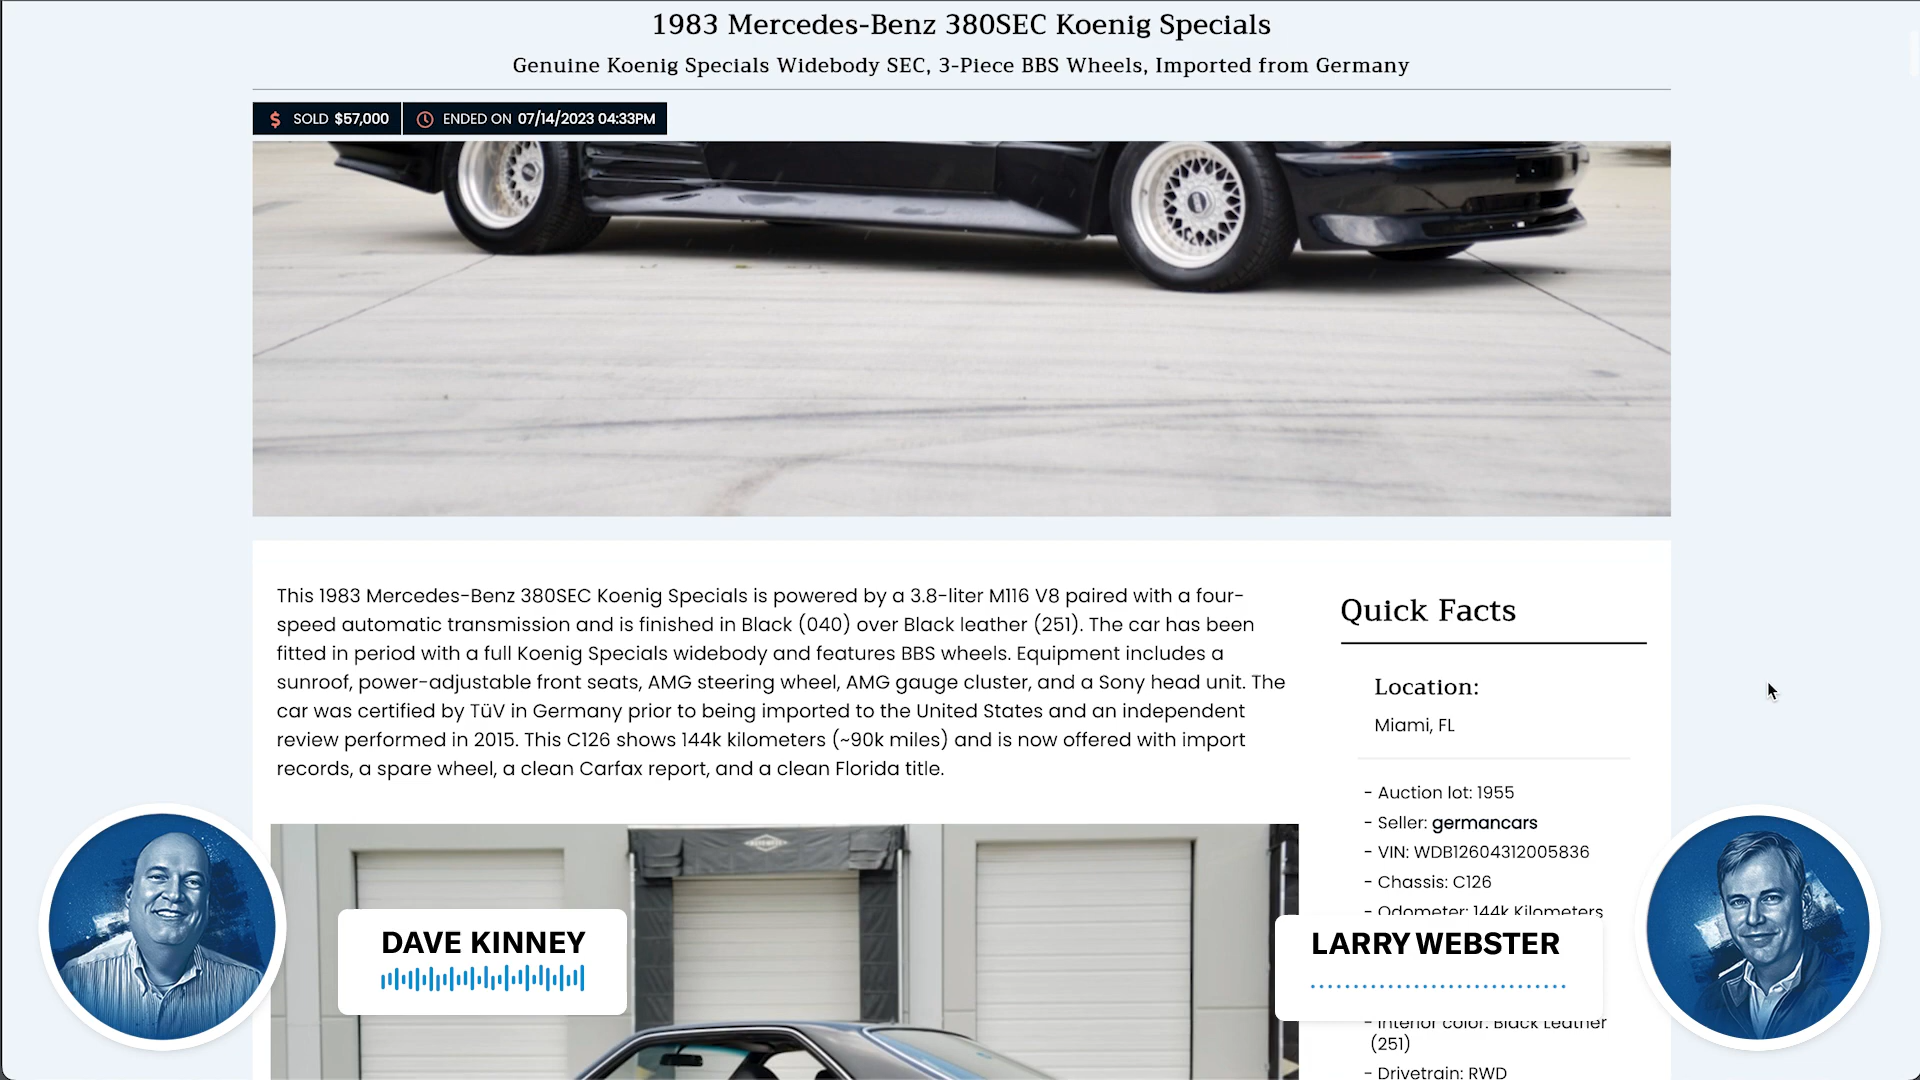 1983 Mercedes-Benz 380SEC Koenig Specials
Genuine Koenig Specials Widebody SEC, 3-Piece BBS Wheels, Imported from Germany
$ SOLD $57,000 ENDED ON 07/14/2023 04:33PM
This 1983 Mercedes-Benz 380SEC Koenig Specials is powered by a 3.8-liter M116 V8 paired with a four-
speed automatic transmission and is finished in Black (040) over Black leather (251). The car has been
fitted in period with a full Koenig Specials widebody and features BBS wheels. Equipment includes a
sunroof, power-adjustable front seats, AMG steering wheel, AMG gauge cluster, and a Sony head unit. The
car was certified by TüV in Germany prior to being imported to the United States and an independent
review performed in 2015. This C126 shows 144k kilometers (~90k miles) and is now offered with import
records, a spare wheel, a clean Carfax report, and a clean Florida title.
Quick Facts
Location:
Miami, FL
- Auction lot: 1955
- Seller: germancars
- VIN: WDB12604312005836
- Chassis: C126
- Odometer: 144k Kilometers
- Interior color: Black Leather
(251)
- Drivetrain: RWD
DAVE KINNEY
LARRY WEBSTER